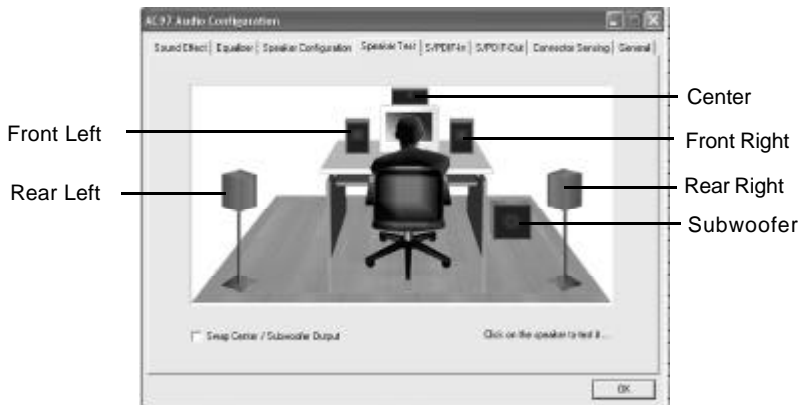 AC97 Audio Configuration
Sound Effect Equalizer Speaker Configuration Speaker Test S/PDIF-In S/PDIF-Out Connector Sensing General
Center
Front Left
Front Right
Rear Left
Rear Right
Subwoofer
Swap Center / Subwoofer Output
Click on the speaker to test it ...
OK